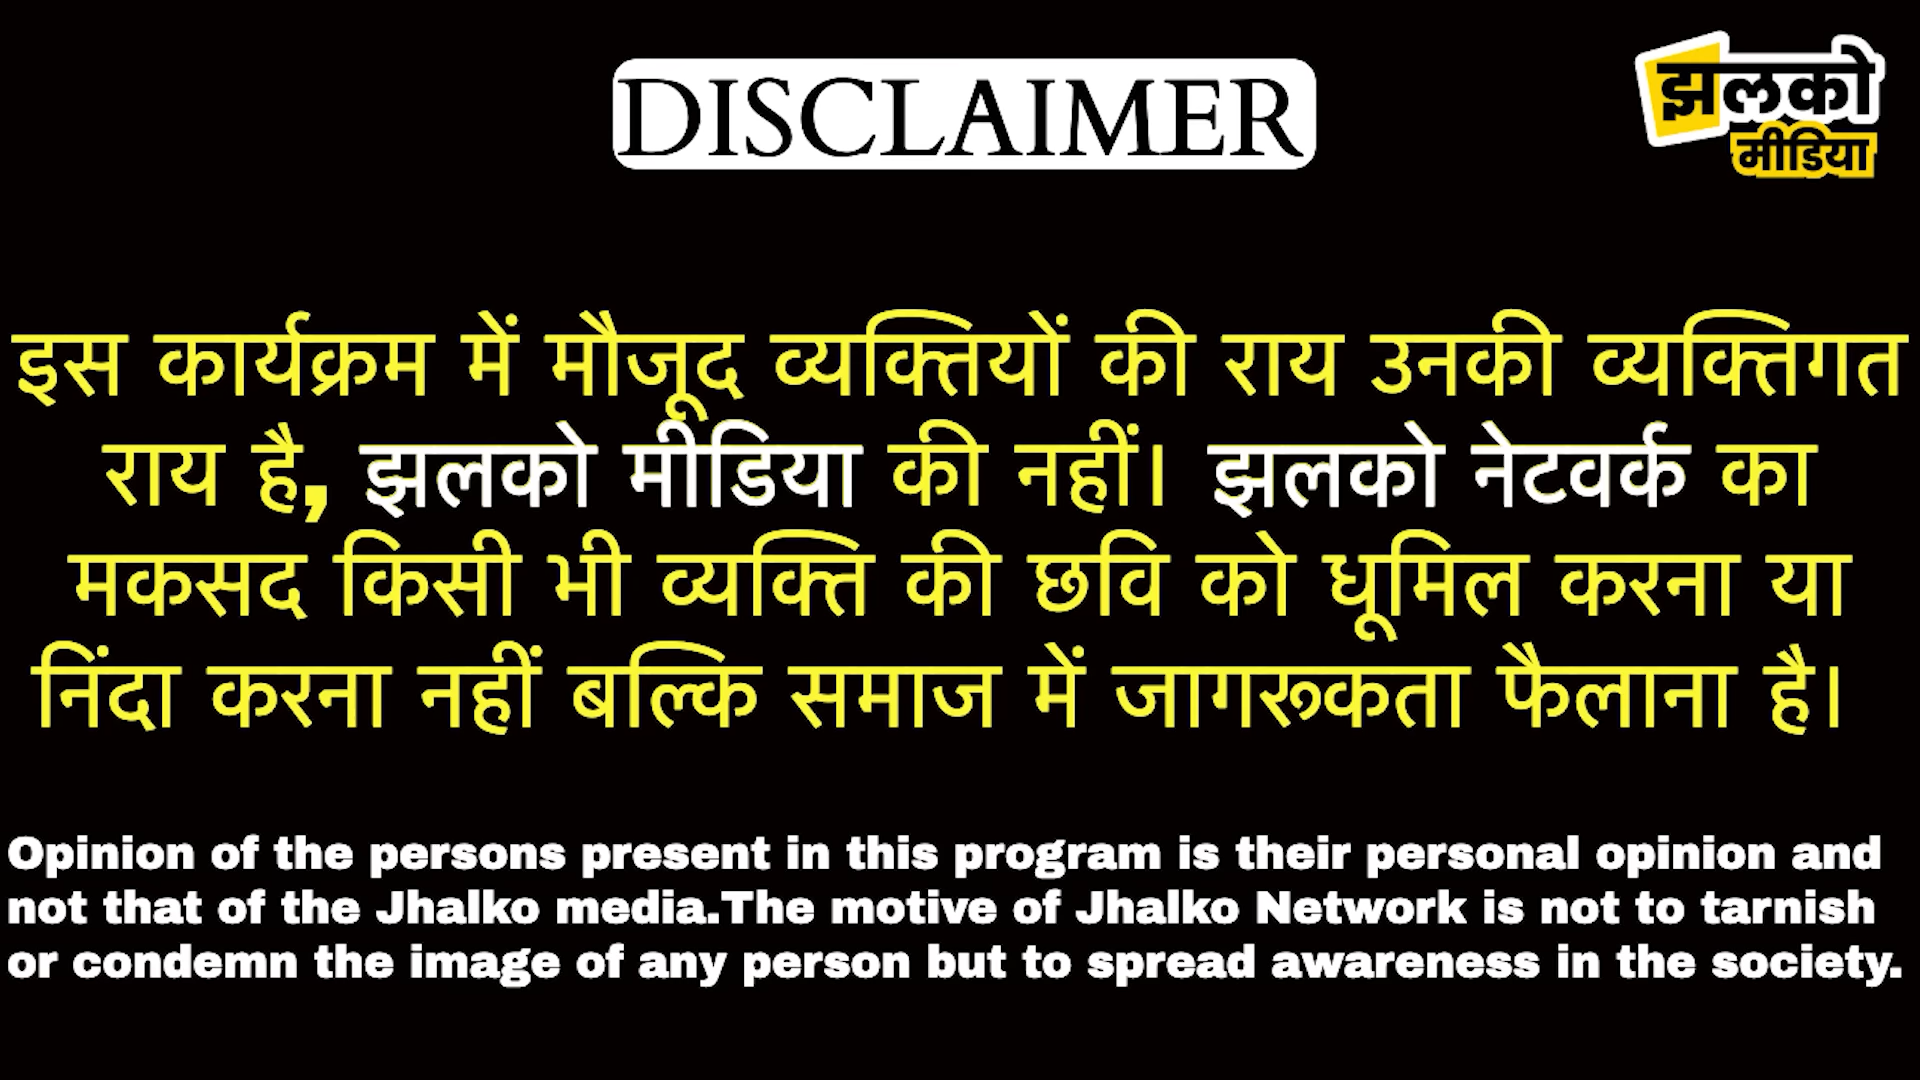 DISCLAIMER
झलको
मीडिया
इस कार्यक्रम में मौजूद व्यक्तियों की राय उनकी व्यक्तिगत
राय है, झलको मीडिया की नहीं। झलको नेटवर्क का
मकसद किसी भी व्यक्ति की छवि को धूमिल करना या
निंदा करना नहीं बल्कि समाज में जागरूकता फैलाना है।
Opinion of the persons present in this program is their personal opinion and
not that of the Jhalko media.The motive of Jhalko Network is not to tarnish
or condemn the image of any person but to spread awareness in the society.